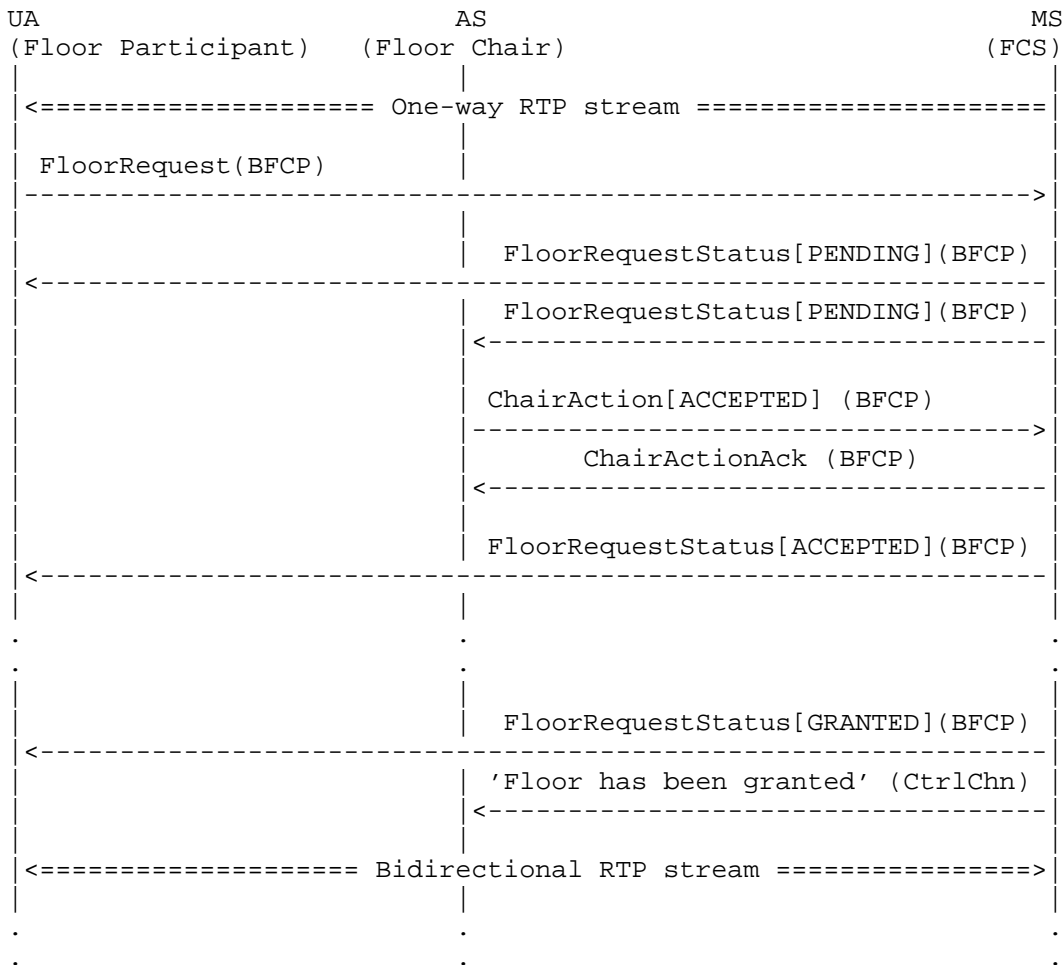 UA AS MS
(Floor Participant) (Floor Chair) (FCS)
<===================== One-way RTP stream ======================
FloorRequest(BFCP)
--------------------------------------------------------------->
FloorRequestStatus[PENDING](BFCP)
<---------------------------------------------------------------
FloorRequestStatus[PENDING](BFCP)
<-----------------------------------
ChairAction[ACCEPTED] (BFCP)
----------------------------------->
ChairActionAck (BFCP)
<-----------------------------------
FloorRequestStatus[ACCEPTED](BFCP)
<---------------------------------------------------------------
. . .
. . .
FloorRequestStatus[GRANTED](BFCP)
<---------------------------------------------------------------
’Floor has been granted’ (CtrlChn)
<-----------------------------------
<==================== Bidirectional RTP stream ================>
. . .
. . .